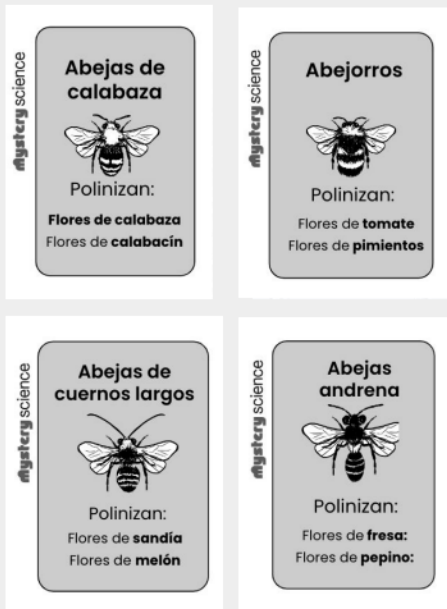 Mystery science
Abejas de
calabaza
Polinizan:
Flores de calabaza
Flores de calabacín
Mystery science
Abejorros
Polinizan:
Flores de tomate
Flores de pimientos
Mystery science
Abejas de
cuernos largos
Polinizan:
Flores de sandía
Flores de melón
Mystery science
Abejas
andrena
Polinizan:
Flores de fresa:
Flores de pepino: